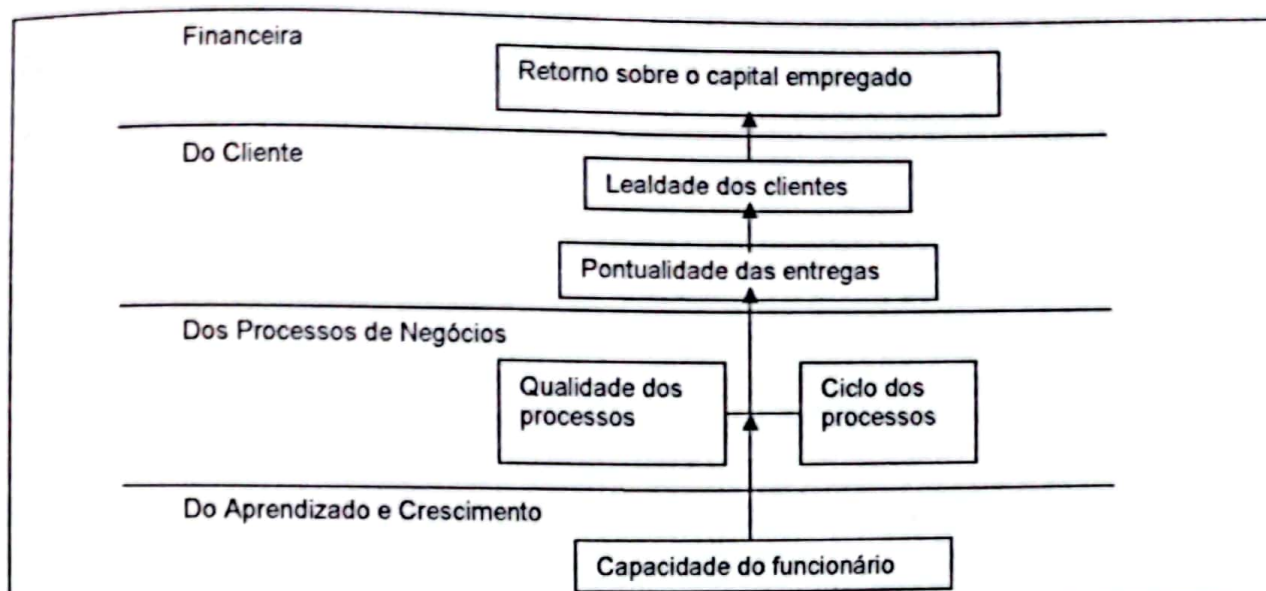 Financeira
Retorno sobre o capital empregado
Do Cliente
Lealdade dos clientes
Pontualidade das entregas
Dos Processos de Negócios
Qualidade dos
processos
Ciclo dos
processos
Do Aprendizado e Crescimento
Capacidade do funcionário